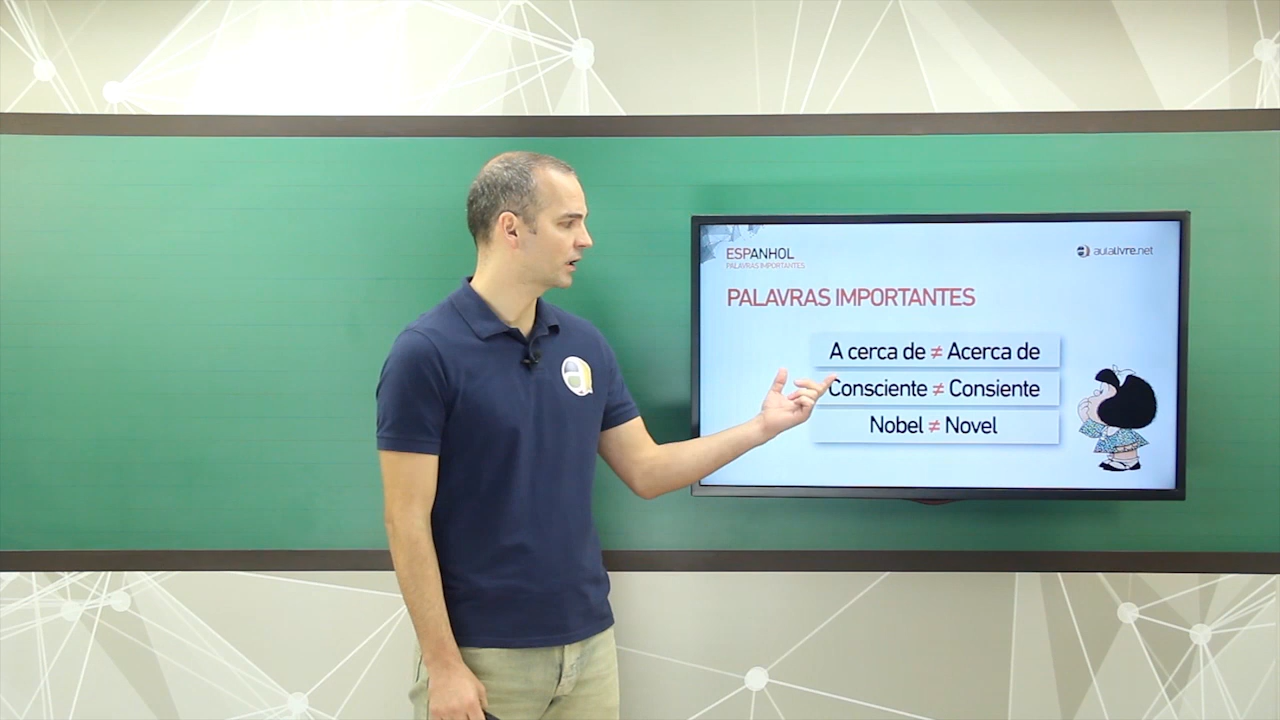 ESPANHOL
PALAVRAS IMPORTANTES
aulalivre.net
PALAVRAS IMPORTANTES
A cerca de ≠ Acerca de
Consciente ≠ Consiente
Nobel ≠ Novel